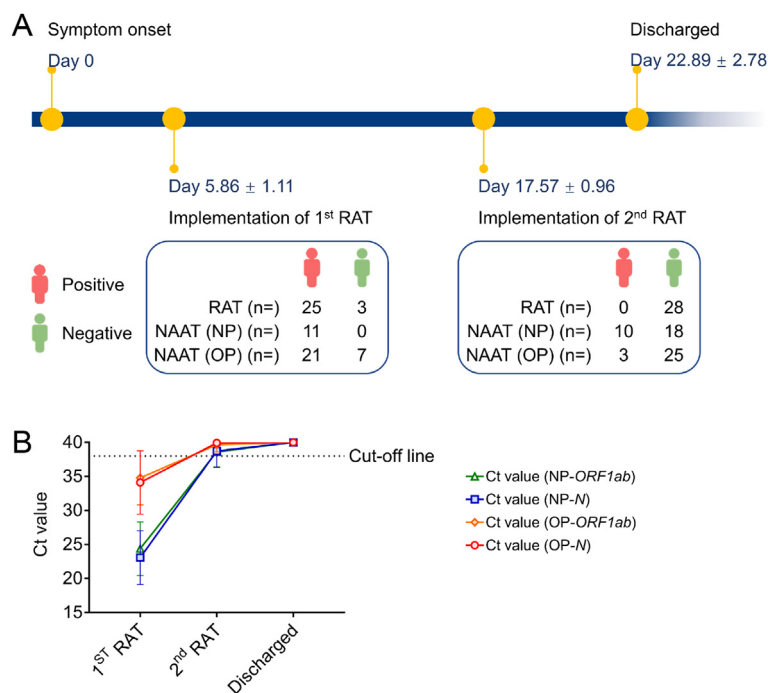 A
Symptom onset
Day 0
Discharged
Day 22.89 ± 2.78
Day 5.86 ± 1.11
Implementation of 1st RAT
Day 17.57 ± 0.96
Implementation of 2nd RAT
Positive
Negative
RAT (n=) 25 3
NAAT (NP) (n=) 11 0
NAAT (OP) (n=) 21 7
RAT (n=) 0 28
NAAT (NP) (n=) 10 18
NAAT (OP) (n=) 3 25
B
Ct value
40
35
30
25
20
15
Cut-off line
1ST RAT
2nd RAT
Discharged
Ct value (NP-ORF1ab)
Ct value (NP-N)
Ct value (OP-ORF1ab)
Ct value (OP-N)